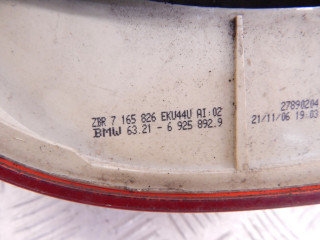 ZBR 7 165 826 EKU44U AI:02
BMW 63.21 - 6 925 892.9
27890204
21/11/06 19:03